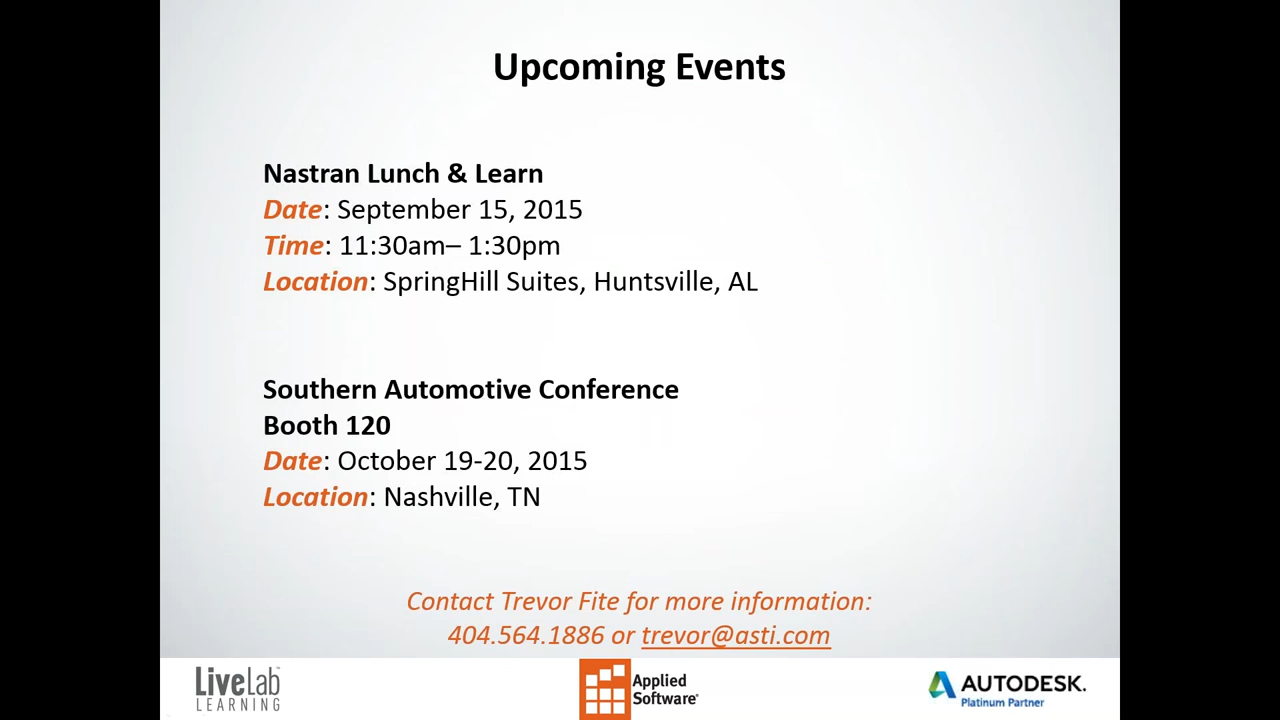 Upcoming Events
Nastran Lunch & Learn
Date: September 15, 2015
Time: 11:30am– 1:30pm
Location: SpringHill Suites, Huntsville, AL
Southern Automotive Conference
Booth 120
Date: October 19-20, 2015
Location: Nashville, TN
Contact Trevor Fite for more information:
404.564.1886 or trevor@asti.com
LiveLab™
LEARNING
Applied
Software®
AUTODESK.
Platinum Partner